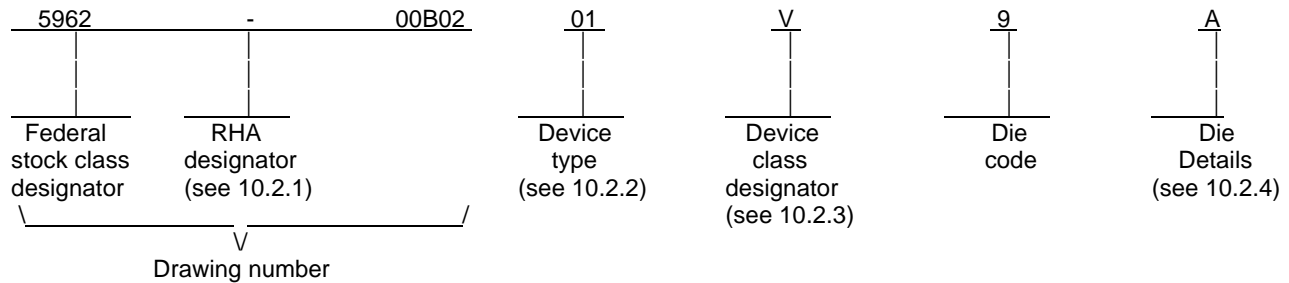 5962 - 00B02 01 V 9 A
Federal RHA Device Device Die Die
stock class designator type class code Details
designator (see 10.2.1) (see 10.2.2) designator (see 10.2.4)
(see 10.2.3)
Drawing number